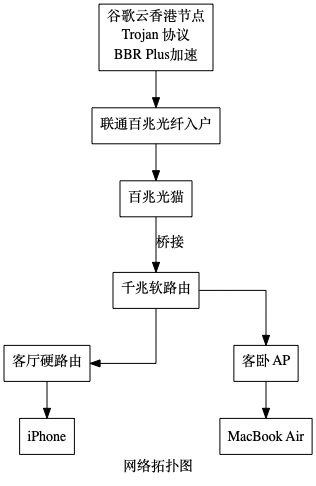 谷歌云香港节点
Trojan 协议
BBR Plus加速
联通百兆光纤入户
百兆光猫
桥接
千兆软路由
客厅硬路由
客卧 AP
iPhone
MacBook Air
网络拓扑图